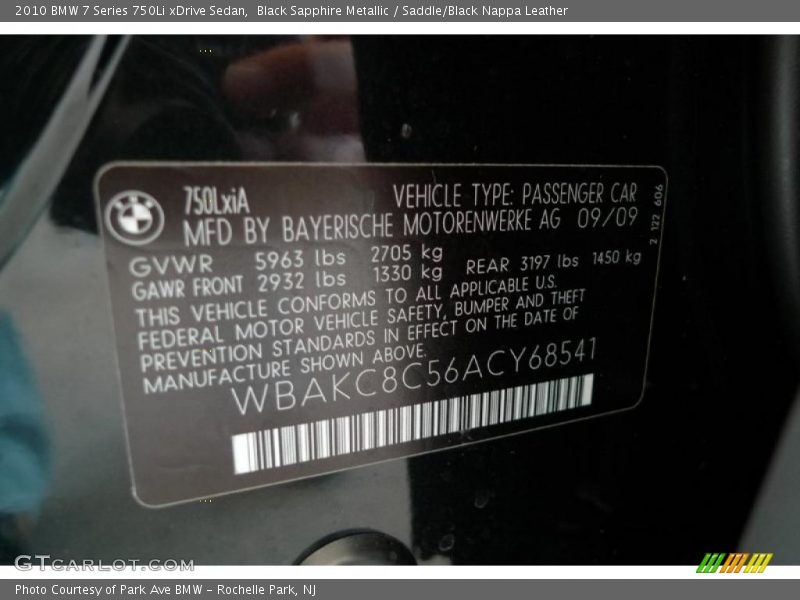 2010 BMW 7 Series 750Li xDrive Sedan,  Black Sapphire Metallic / Saddle/Black Nappa Leather
750LxiA VEHICLE TYPE: PASSENGER CAR
MFD BY BAYERISCHE MOTORENWERKE AG 09/09
2 122 606
GVWR 5963 lbs 2705 kg
GAWR FRONT 2932 lbs 1330 kg REAR 3197 lbs 1450 kg
THIS VEHICLE CONFORMS TO ALL APPLICABLE U.S.
FEDERAL MOTOR VEHICLE SAFETY, BUMPER AND THEFT
PREVENTION STANDARDS IN EFFECT ON THE DATE OF
MANUFACTURE SHOWN ABOVE.
WBAKC8C56ACY68541
GTCARLOT.COM
Photo Courtesy of Park Ave BMW - Rochelle Park, NJ